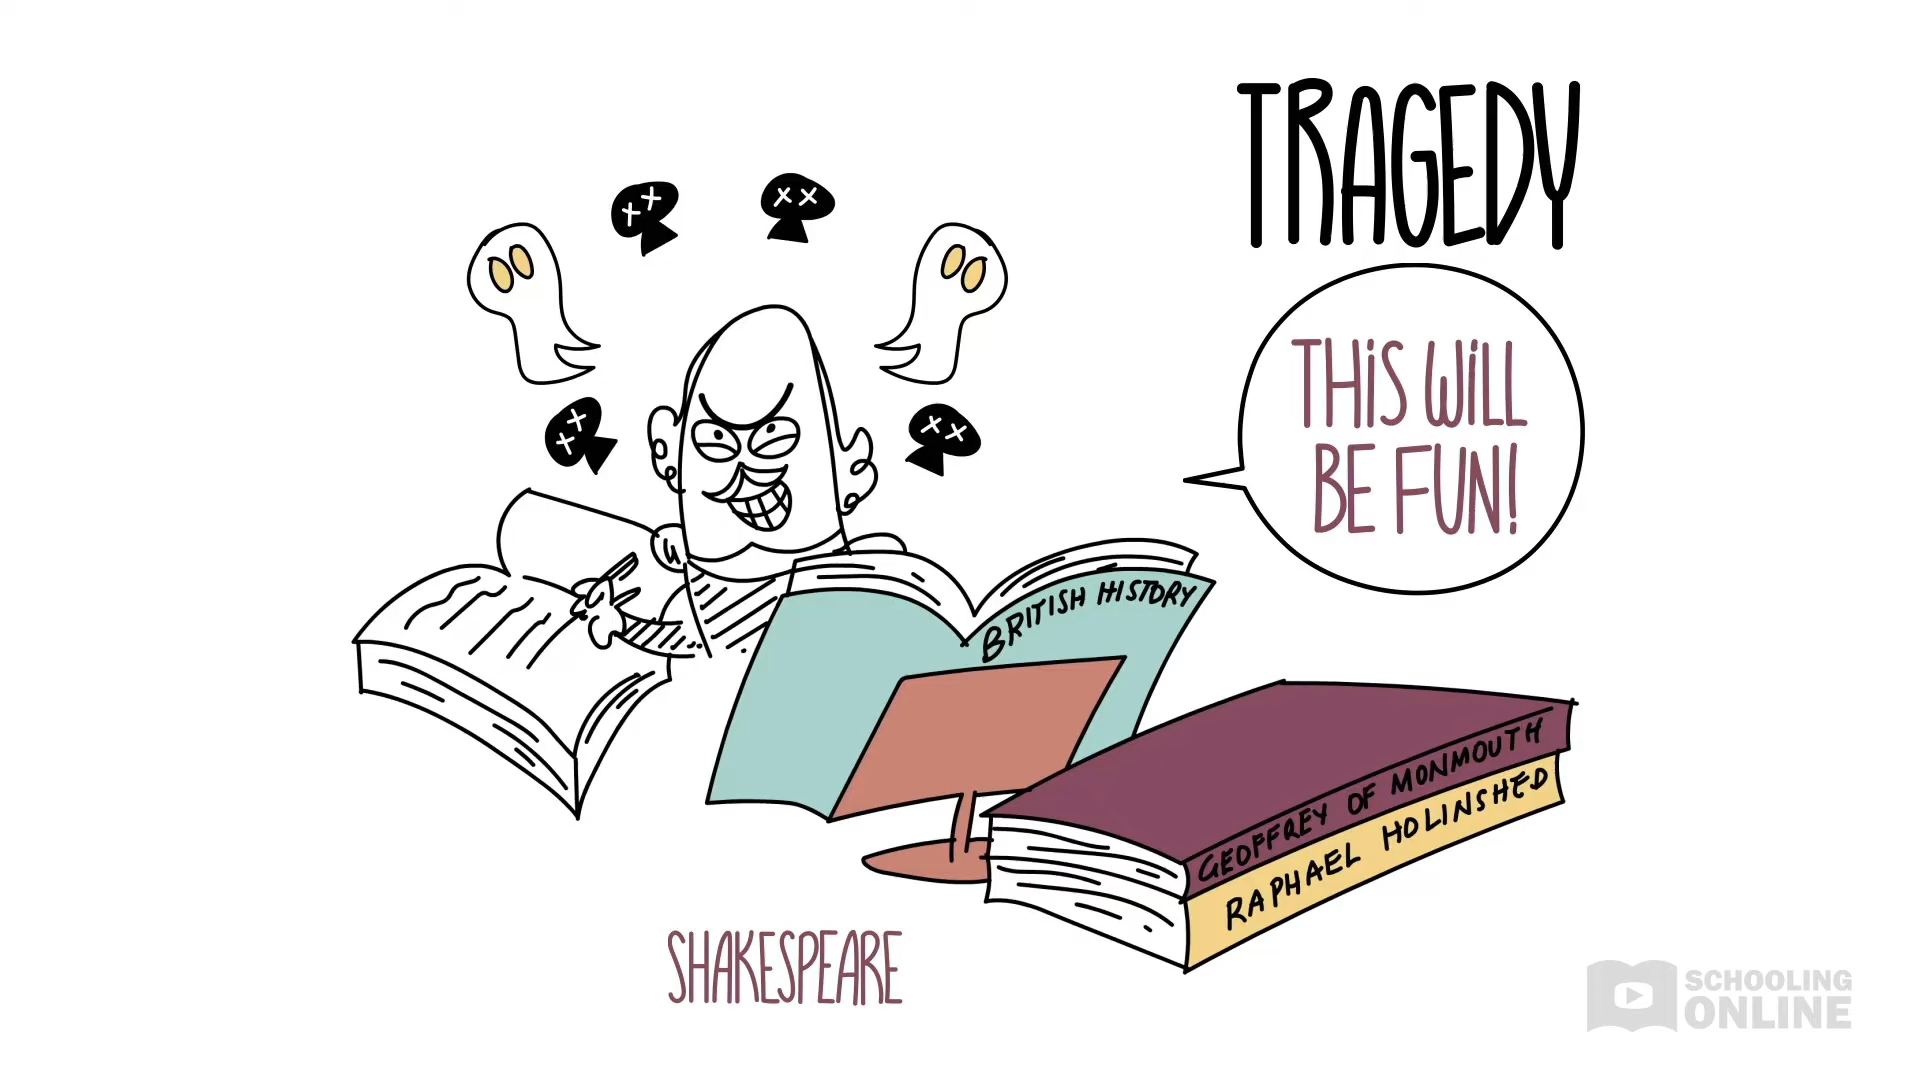 TRAGEDY
THIS WILL
BE FUN!
BRITISH HISTORY
GEOFFREY OF MONMOUTH
RAPHAEL HOLINSHED
SHAKESPEARE
SCHOOLING
ONLINE